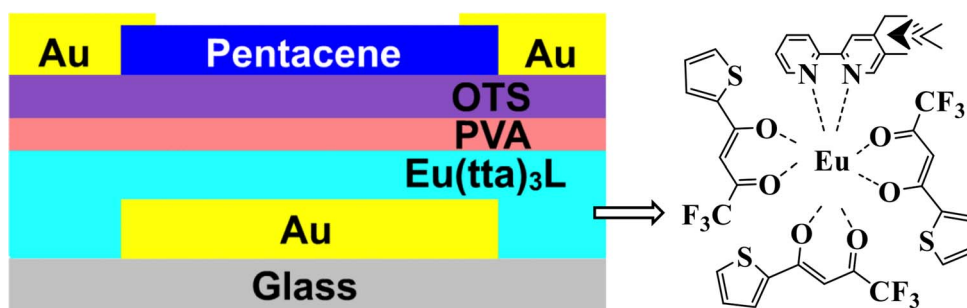 Au
Pentacene
Au
OTS
PVA
Eu(tta)₃L
Au
Glass
S
N
N
CF₃
O
O
Eu
O
O
F₃C
O
O
S
S
CF₃